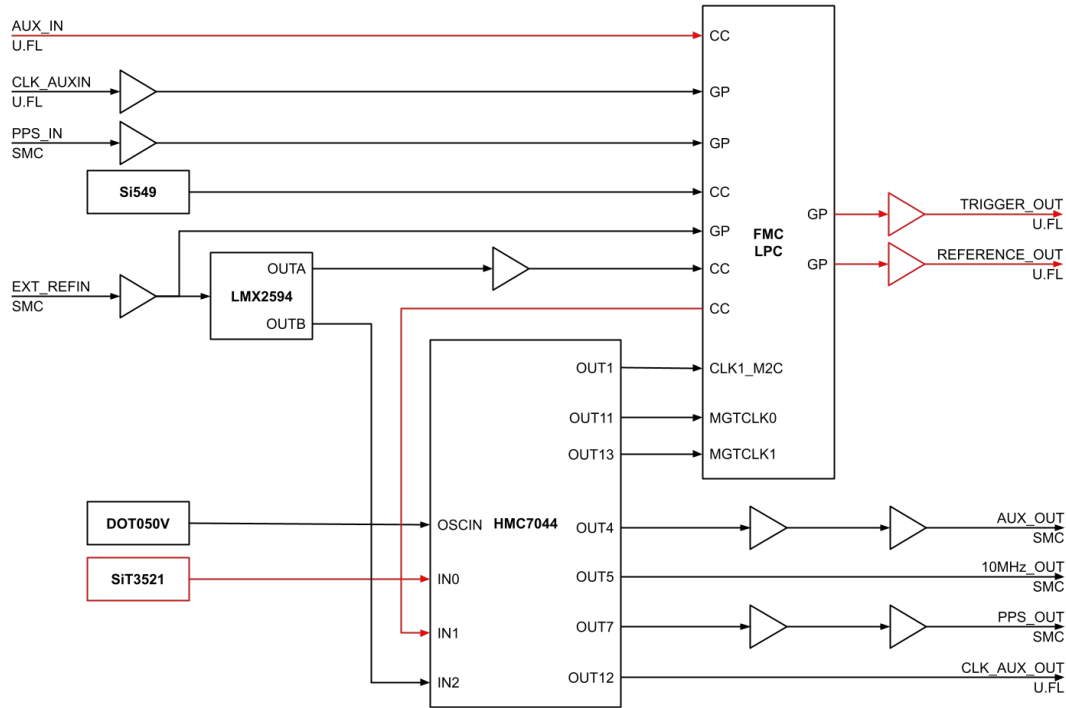 AUX_IN
U.FL
CC
CLK_AUXIN
U.FL
GP
PPS_IN
SMC
GP
Si549
CC
GP
FMC
LPC
GP
TRIGGER_OUT
U.FL
GP
REFERENCE_OUT
U.FL
EXT_REFIN
SMC
LMX2594
OUTA
OUTB
CC
CC
OUT1
CLK1_M2C
OUT11
MGTCLK0
OUT13
MGTCLK1
DOT050V
OSCIN
HMC7044
OUT4
AUX_OUT
SMC
SiT3521
IN0
OUT5
10MHz_OUT
SMC
IN1
OUT7
PPS_OUT
SMC
IN2
OUT12
CLK_AUX_OUT
U.FL